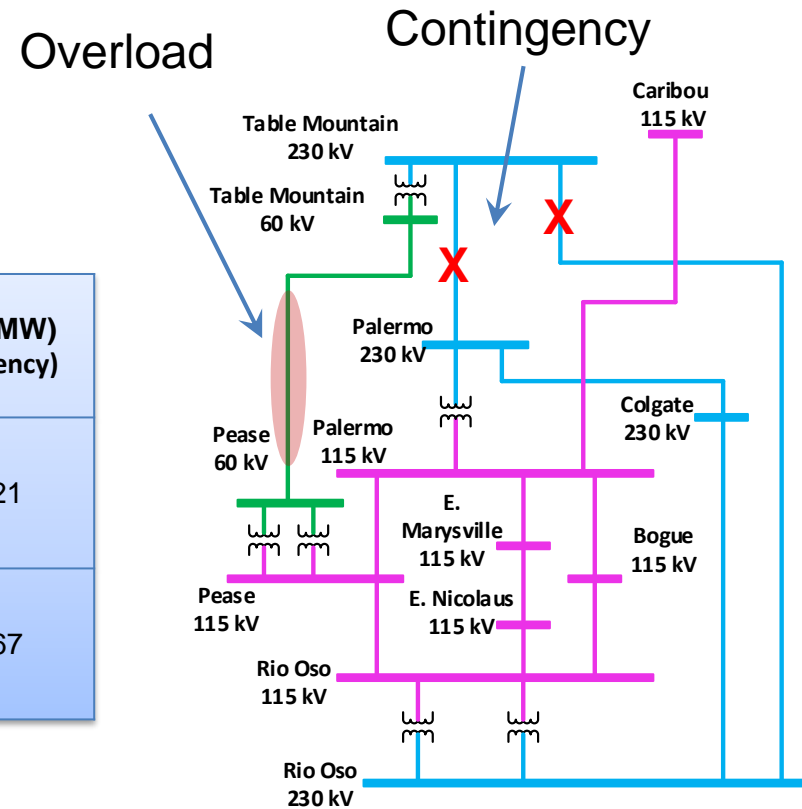 Overload
Contingency
Caribou
115 kV
Table Mountain
230 kV
Table Mountain
60 kV
X
X
MW)
ency)
Palermo
230 kV
Colgate
230 kV
Pease
60 kV
Palermo
115 kV
21
E.
Marysville
115 kV
Bogue
115 kV
Pease
115 kV
E. Nicolaus
115 kV
67
Rio Oso
115 kV
Rio Oso
230 kV